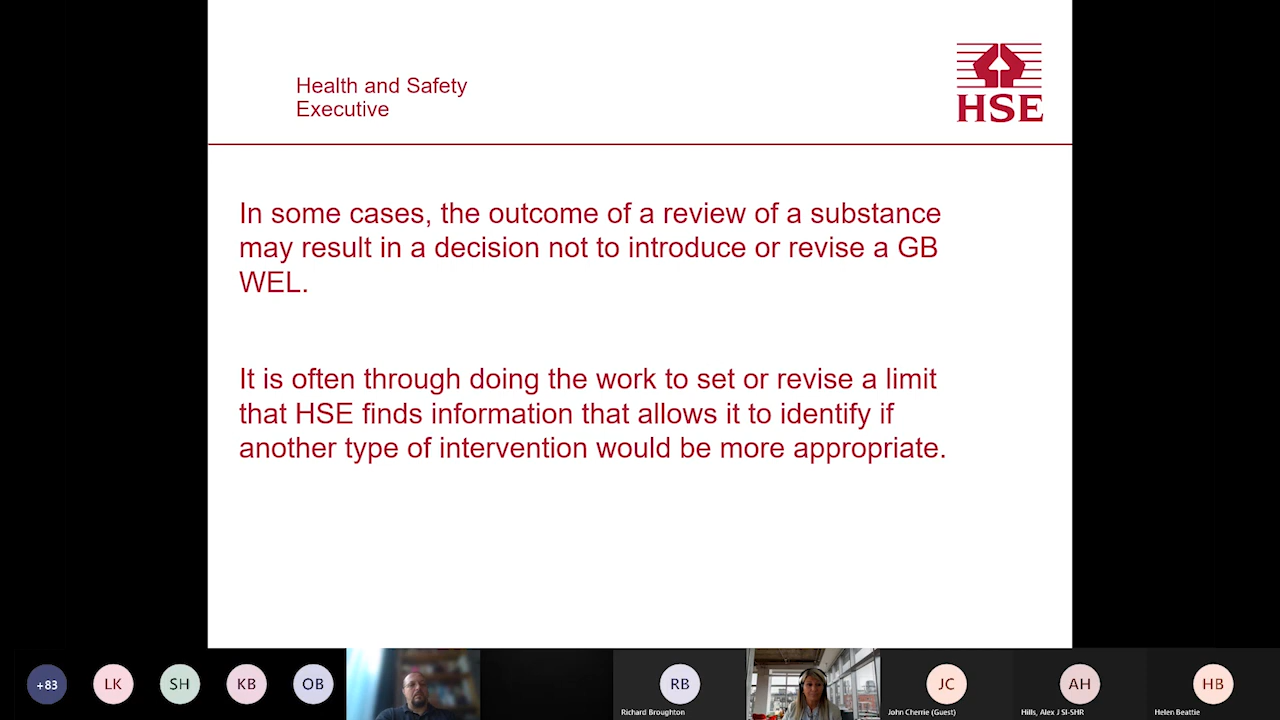 Health and Safety
Executive
HSE
In some cases, the outcome of a review of a substance
may result in a decision not to introduce or revise a GB
WEL.
It is often through doing the work to set or revise a limit
that HSE finds information that allows it to identify if
another type of intervention would be more appropriate.
+83
LK
SH
KB
OB
RB
JC
AH
HB
Richard Broughton
John Cherrie (Guest)
Hills, Alex J SI-SHR
Helen Beattie